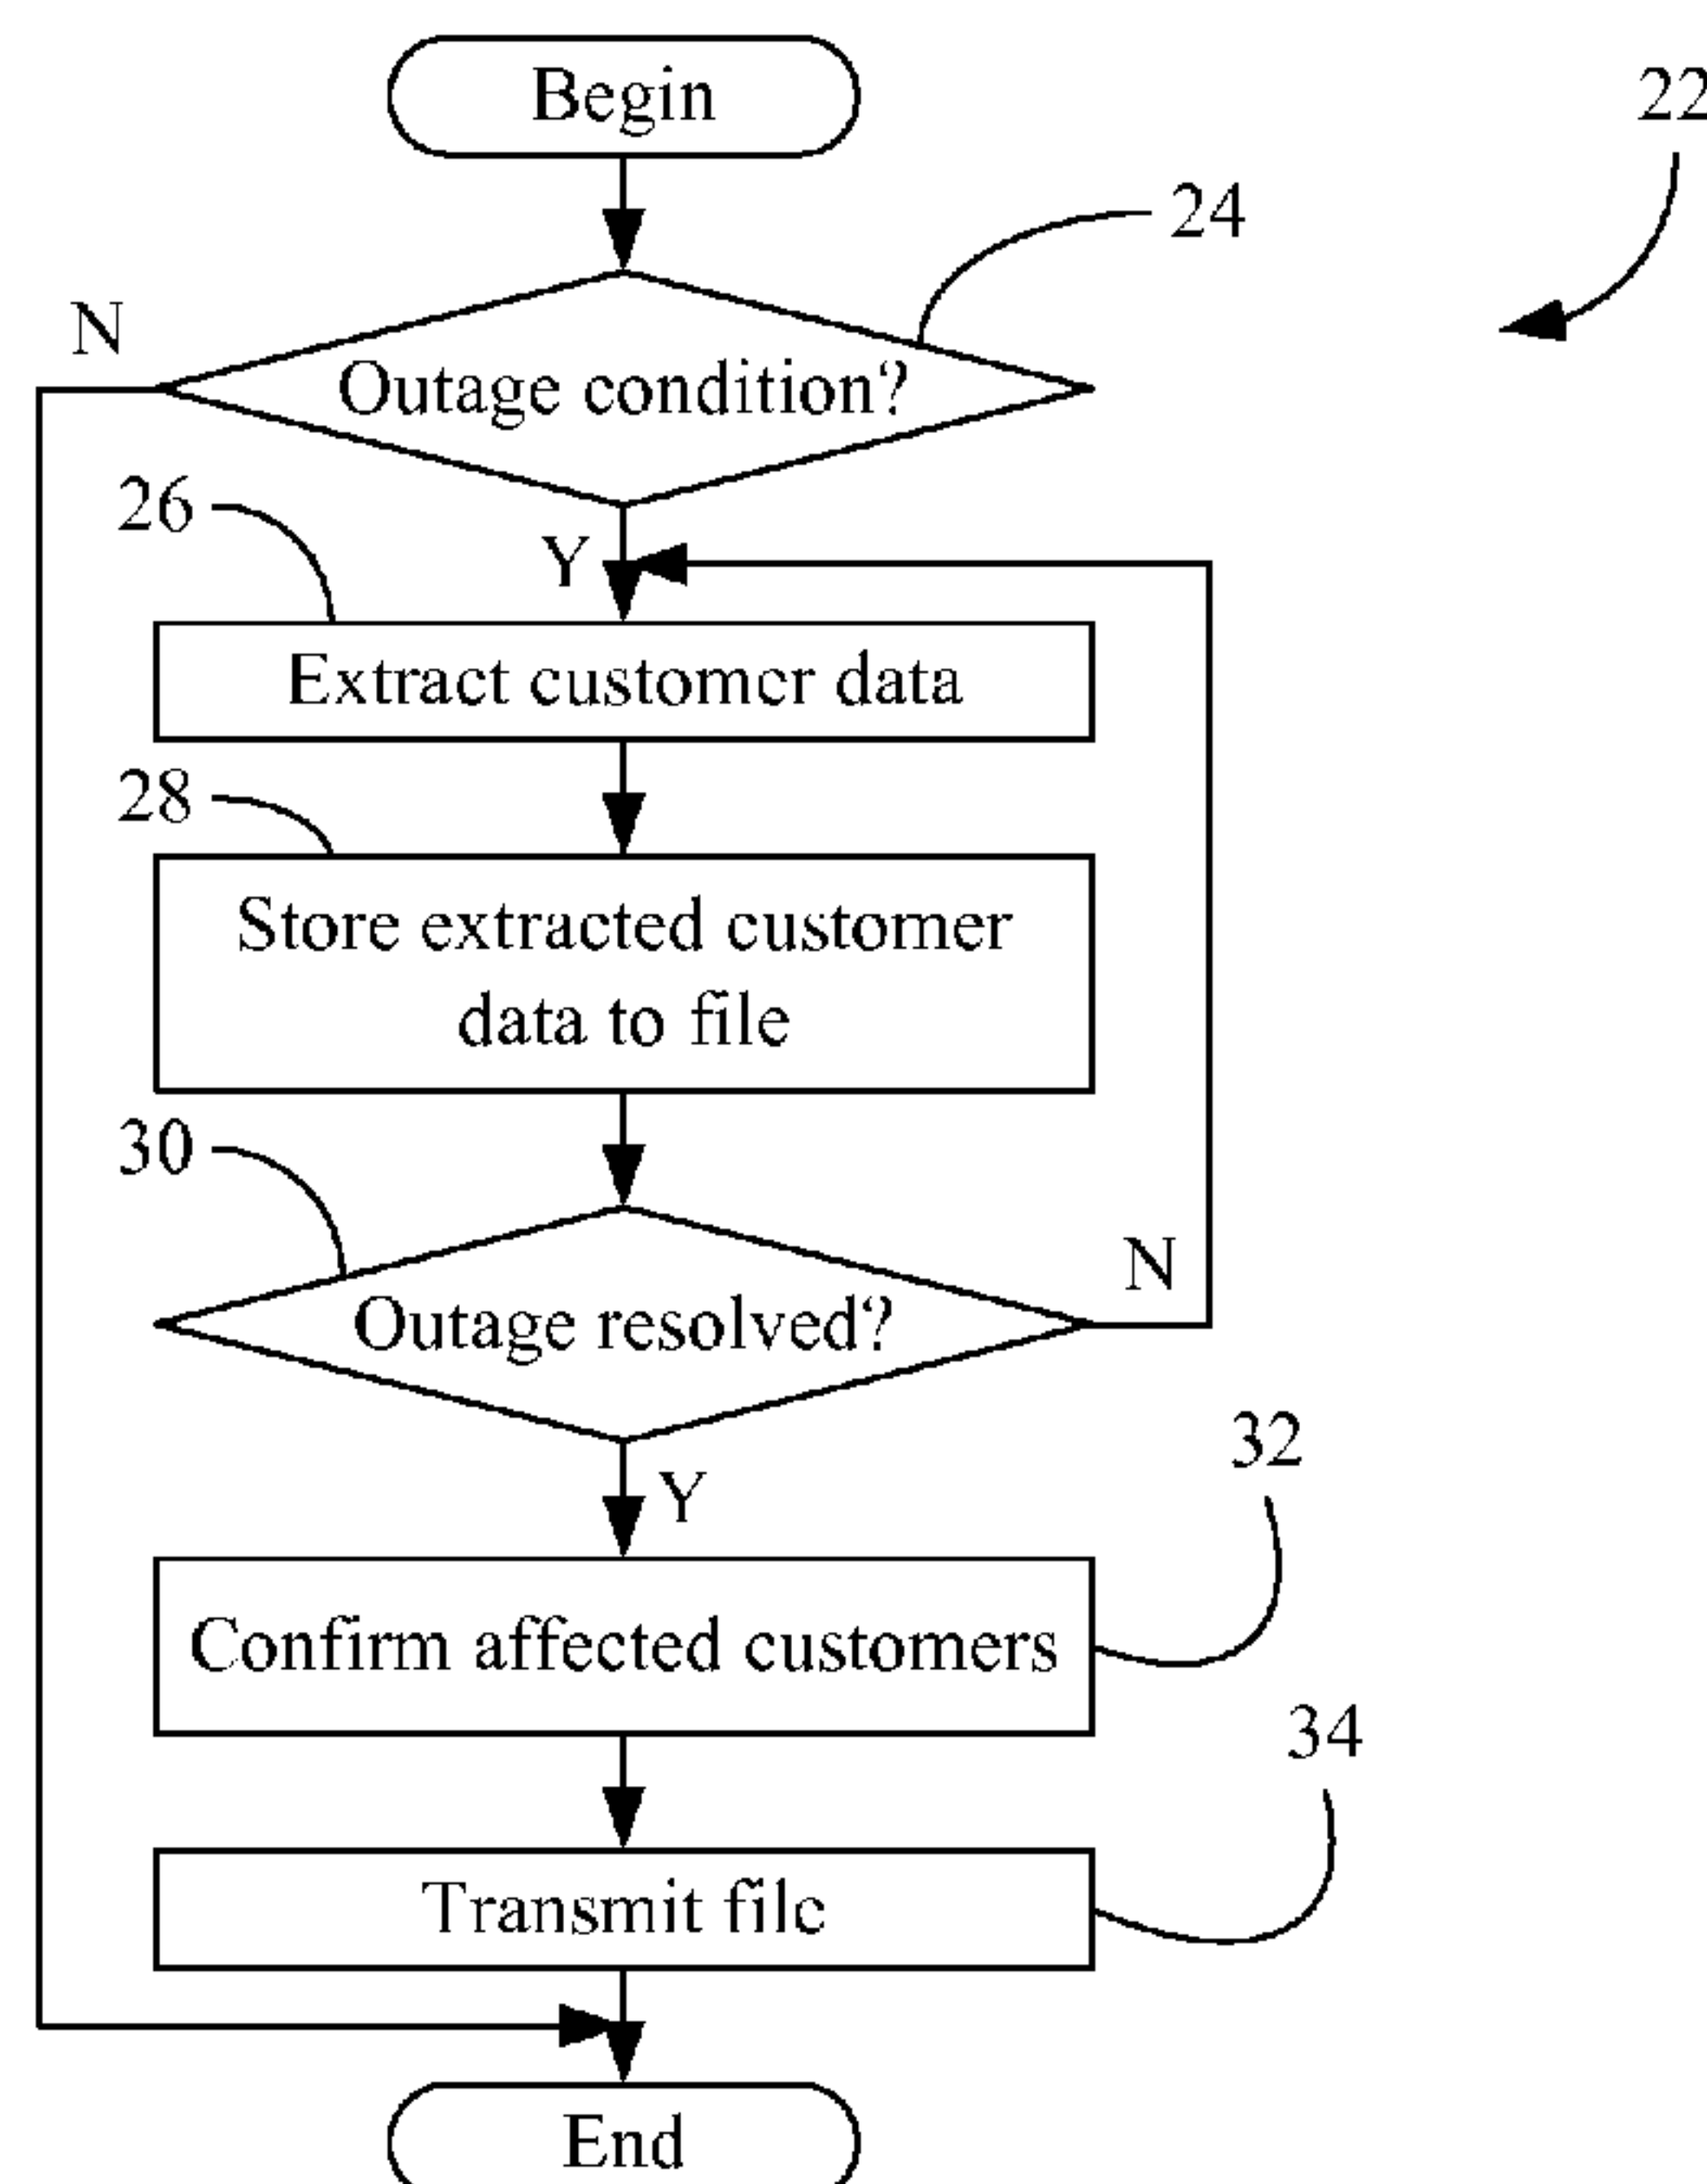 Begin
22
24
N
Outage condition?
26
Y
Extract customer data
28
Store extracted customer
data to file
30
N
Outage resolved?
32
Y
Confirm affected customers
34
Transmit file
End